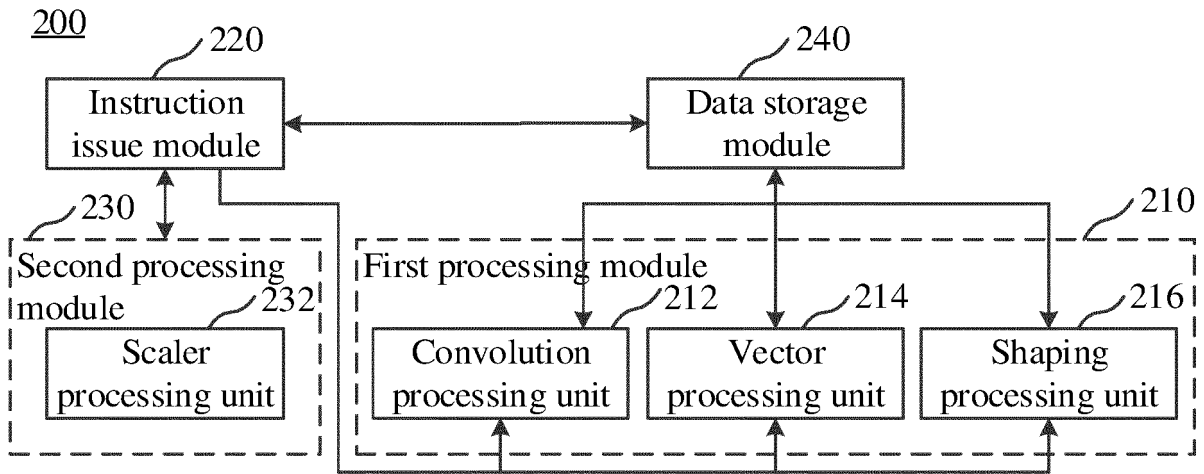 200
220
240
Instruction
issue module
Data storage
module
230
210
Second processing
module
First processing module
232
212
214
216
Scaler
processing unit
Convolution
processing unit
Vector
processing unit
Shaping
processing unit